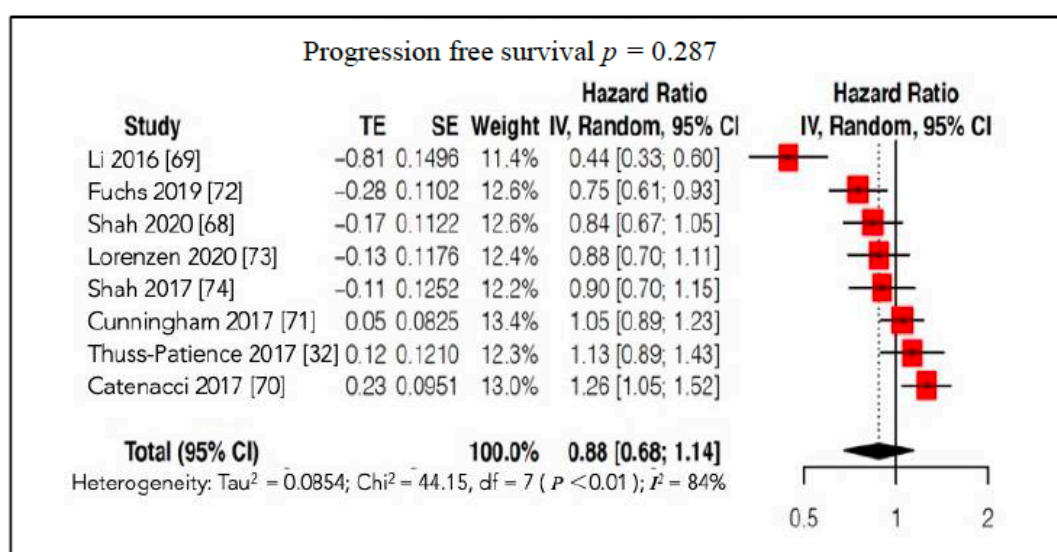 Progression free survival p = 0.287
Hazard Ratio Hazard Ratio
Study TE SE Weight IV, Random, 95% CI IV, Random, 95% CI
Li 2016 [69] −0.81 0.1496 11.4% 0.44 [0.33; 0.60]
Fuchs 2019 [72] −0.28 0.1102 12.6% 0.75 [0.61; 0.93]
Shah 2020 [68] −0.17 0.1122 12.6% 0.84 [0.67; 1.05]
Lorenzen 2020 [73] −0.13 0.1176 12.4% 0.88 [0.70; 1.11]
Shah 2017 [74] −0.11 0.1252 12.2% 0.90 [0.70; 1.15]
Cunningham 2017 [71] 0.05 0.0825 13.4% 1.05 [0.89; 1.23]
Thuss-Patience 2017 [32] 0.12 0.1210 12.3% 1.13 [0.89; 1.43]
Catenacci 2017 [70] 0.23 0.0951 13.0% 1.26 [1.05; 1.52]
Total (95% CI) 100.0% 0.88 [0.68; 1.14]
Heterogeneity: Tau² = 0.0854; Chi² = 44.15, df = 7 ( P <0.01 ); I² = 84%
0.5 1 2